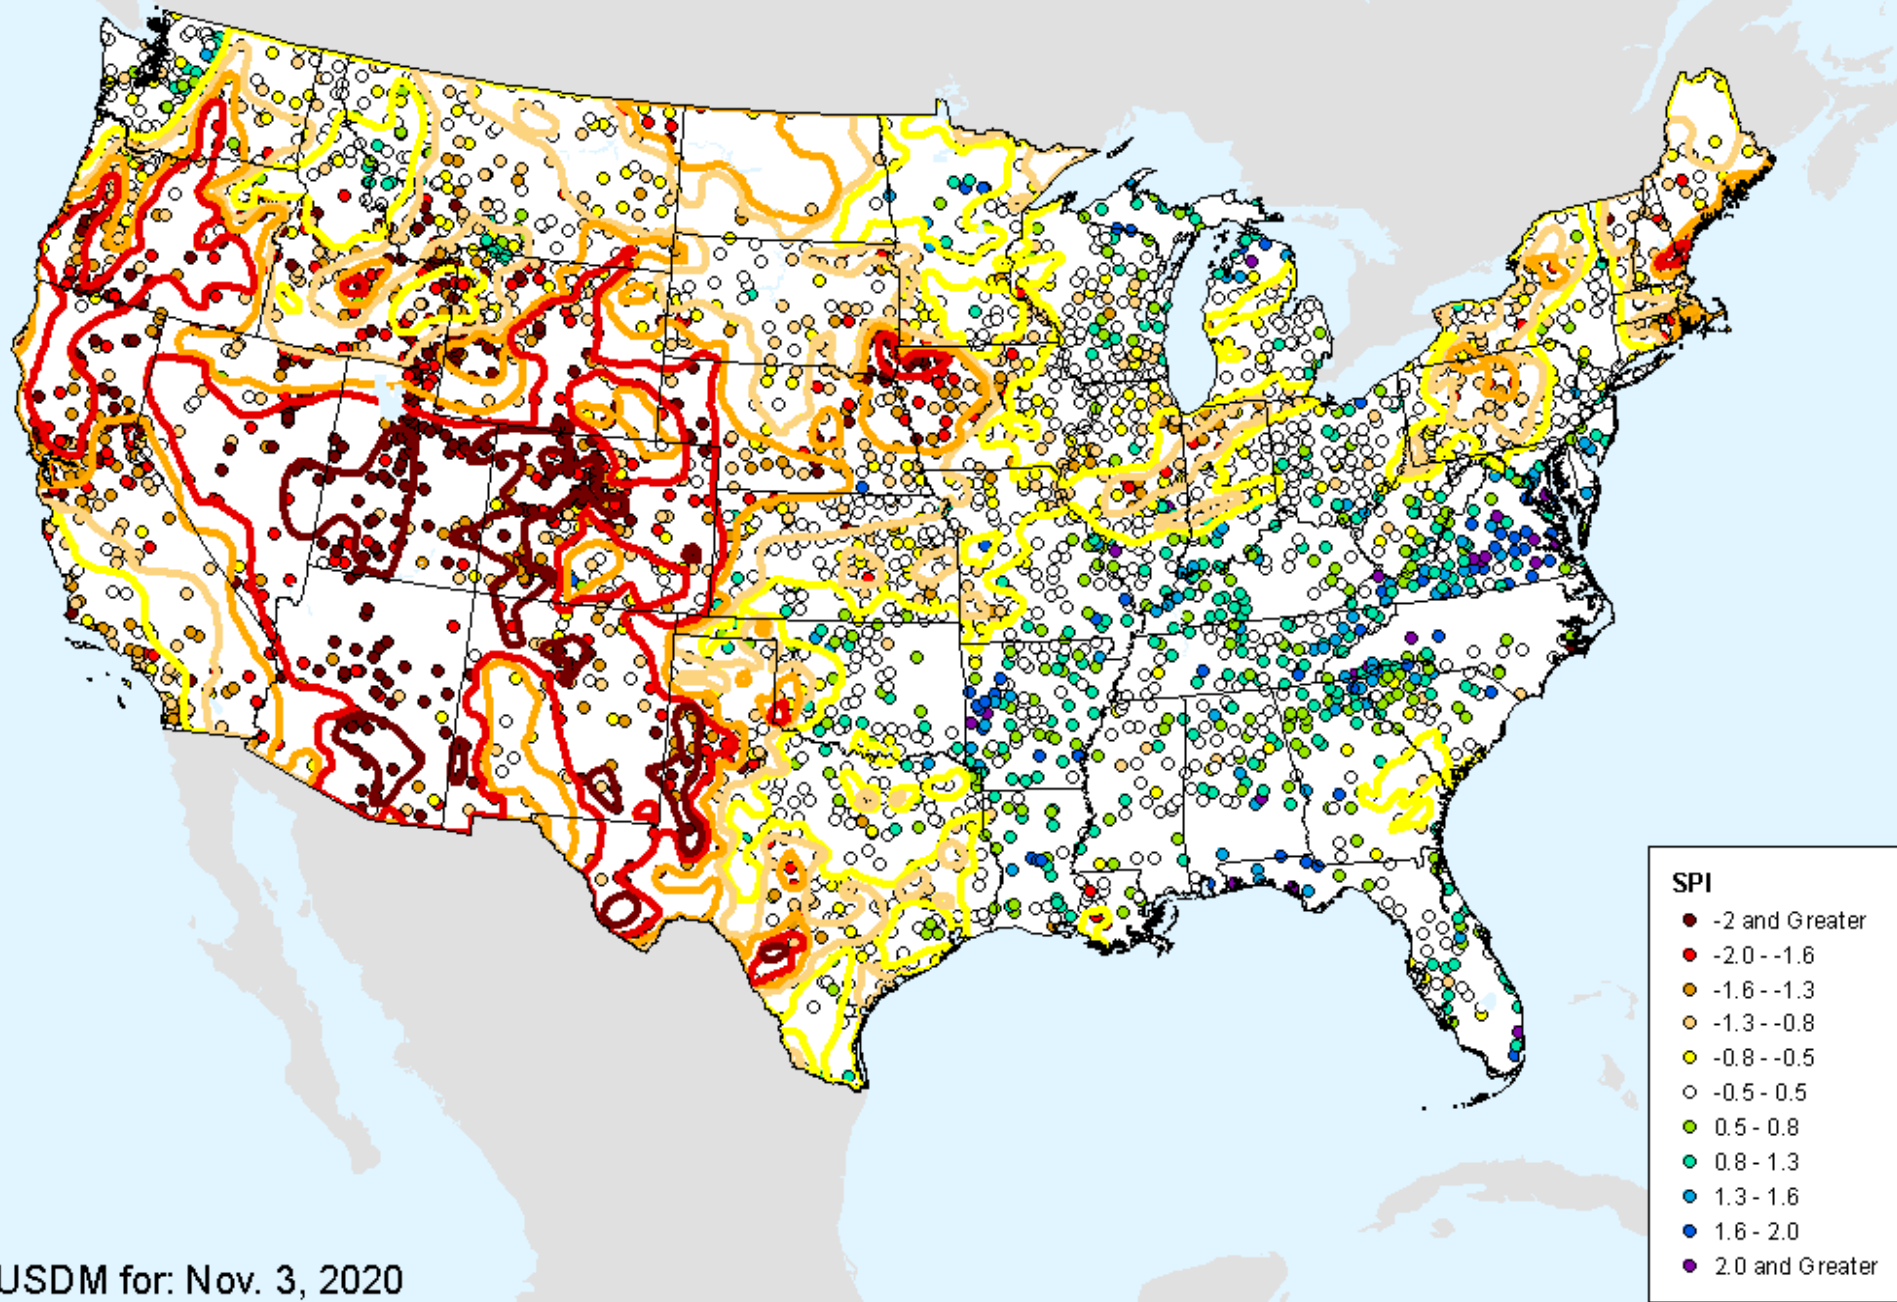 SPI
-2 and Greater
-2.0 - -1.6
-1.6 - -1.3
-1.3 - -0.8
-0.8 - -0.5
-0.5 - 0.5
0.5 - 0.8
0.8 - 1.3
1.3 - 1.6
1.6 - 2.0
2.0 and Greater
USDM for: Nov. 3, 2020